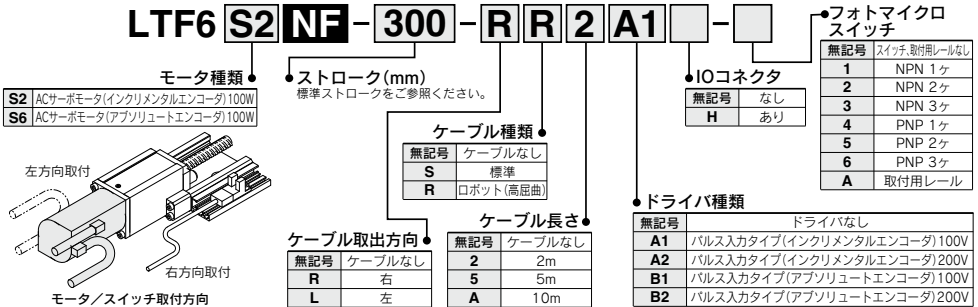 LTF6 S2 NF - 300 - R R 2 A1 -
モータ種類
S2 ACサーボモータ(インクリメンタルエンコーダ)100W
S6 ACサーボモータ(アブソリュートエンコーダ)100W
左方向取付
右方向取付
モータ/スイッチ取付方向
ストローク(mm)
標準ストロークをご参照ください。
ケーブル取出方向
無記号 ケーブルなし
R 右
L 左
ケーブル種類
無記号 ケーブルなし
S 標準
R ロボット(高屈曲)
ケーブル長さ
無記号 ケーブルなし
2 2m
5 5m
A 10m
ドライバ種類
無記号 ドライバなし
A1 パルス入力タイプ(インクリメンタルエンコーダ)100V
A2 パルス入力タイプ(インクリメンタルエンコーダ)200V
B1 パルス入力タイプ(アブソリュートエンコーダ)100V
B2 パルス入力タイプ(アブソリュートエンコーダ)200V
IOコネクタ
無記号 なし
H あり
フォトマイクロ
スイッチ
無記号 スイッチ、取付用レールなし
1 NPN 1ヶ
2 NPN 2ヶ
3 NPN 3ヶ
4 PNP 1ヶ
5 PNP 2ヶ
6 PNP 3ヶ
A 取付用レール